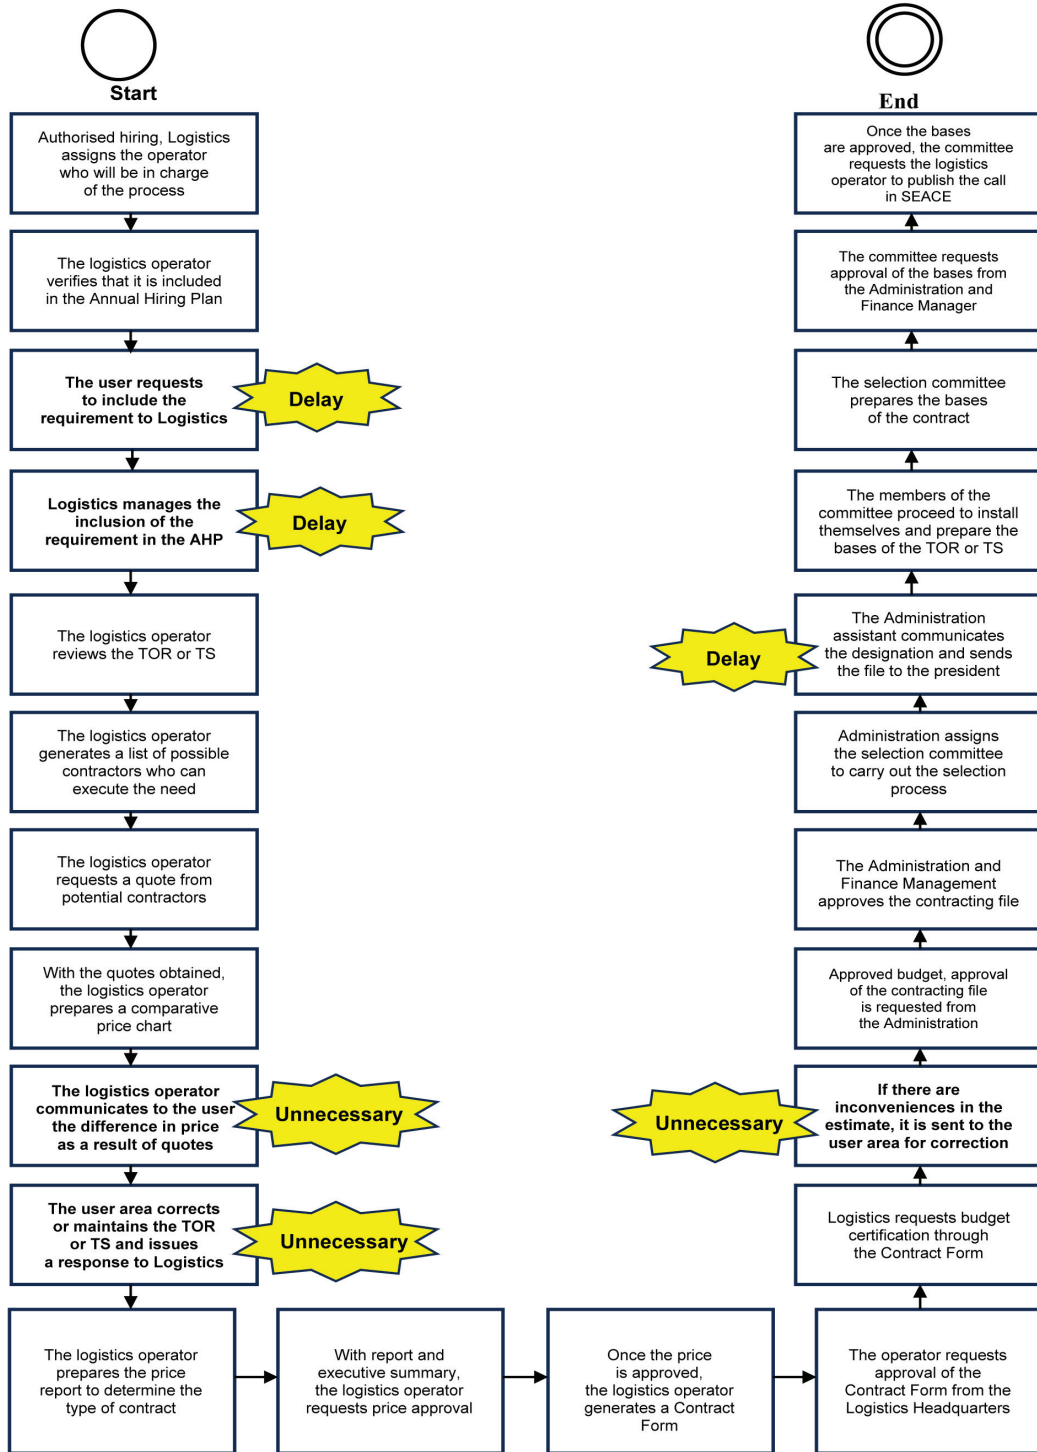 Start
Authorised hiring, Logistics
assigns the operator
who will be in charge
of the process
The logistics operator
verifies that it is included
in the Annual Hiring Plan
The user requests
to include the
requirement to Logistics
Delay
Logistics manages the
inclusion of the
requirement in the AHP
Delay
The logistics operator
reviews the TOR or TS
The logistics operator
generates a list of possible
contractors who can
execute the need
The logistics operator
requests a quote from
potential contractors
With the quotes obtained,
the logistics operator
prepares a comparative
price chart
The logistics operator
communicates to the user
the difference in price
as a result of quotes
Unnecessary
The user area corrects
or maintains the TOR
or TS and issues
a response to Logistics
Unnecessary
The logistics operator
prepares the price
report to determine the
type of contract
With report and
executive summary,
the logistics operator
requests price approval
Once the price
is approved,
the logistics operator
generates a Contract
Form
The operator requests
approval of the
Contract Form from the
Logistics Headquarters
Logistics requests budget
certification through
the Contract Form
If there are
inconveniences in the
estimate, it is sent to the
user area for correction
Unnecessary
Approved budget, approval
of the contracting file
is requested from
the Administration
The Administration and
Finance Management
approves the contracting file
Administration assigns
the selection committee
to carry out the selection
process
The Administration
assistant communicates
the designation and sends
the file to the president
Delay
The members of the
committee proceed to install
themselves and prepare the
bases of the TOR or TS
The selection committee
prepares the bases
of the contract
The committee requests
approval of the bases from
the Administration and
Finance Manager
Once the bases
are approved, the committee
requests the logistics
operator to publish the call
in SEACE
End